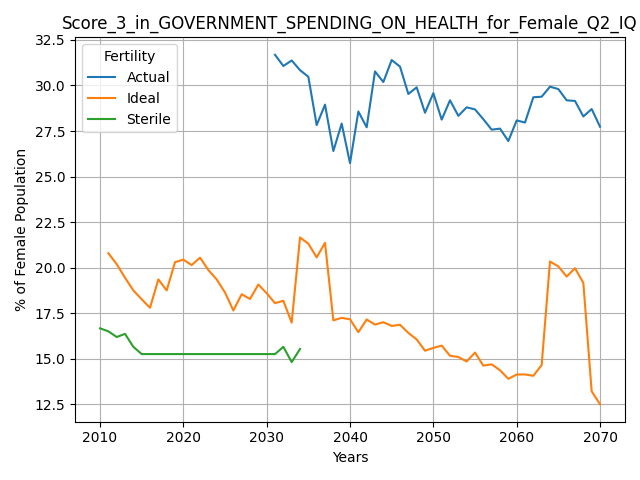 Score_3_in_GOVERNMENT_SPENDING_ON_HEALTH_for_Female_Q2_IQ
Fertility
Actual
Ideal
Sterile
% of Female Population
32.5
30.0
27.5
25.0
22.5
20.0
17.5
15.0
12.5
2010
2020
2030
2040
2050
2060
2070
Years